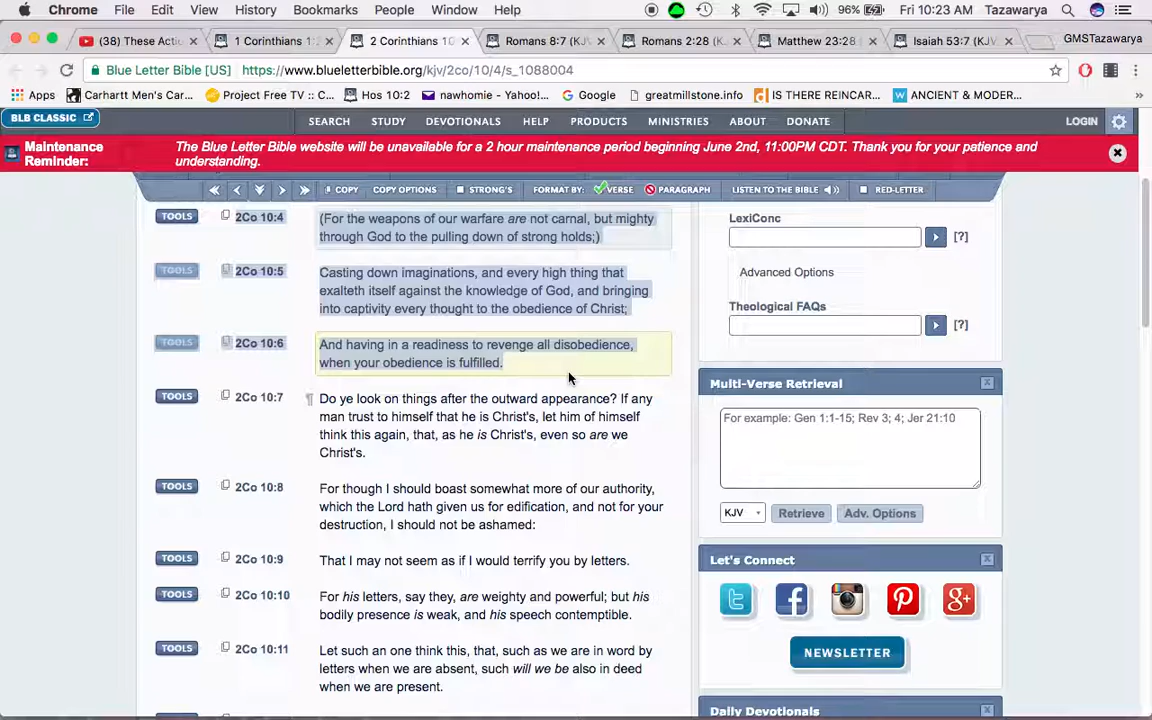 Chrome File Edit View History Bookmarks People Window Help 96% Fri 10:23 AM Tazawarya
(38) These Acti 1 Corinthians 1: 2 Corinthians 10 Romans 8:7 (KJV Romans 2:28 (K. Matthew 23:28 Isaiah 53:7 (KJV GMSTazawarya
Blue Letter Bible [US] https://www.blueletterbible.org/kjv/2co/10/4/s_1088004
Apps Carhartt Men's Car... Project Free TV :: C... Hos 10:2 nawhomie - Yahoo!... Google greatmillstone.info IS THERE REINCAR... ANCIENT & MODER... »
BLB CLASSIC SEARCH STUDY DEVOTIONALS HELP PRODUCTS MINISTRIES ABOUT DONATE LOGIN
Maintenance Reminder:
The Blue Letter Bible website will be unavailable for a 2 hour maintenance period beginning June 2nd, 11:00PM CDT. Thank you for your patience and
understanding.
COPY COPY OPTIONS STRONG'S FORMAT BY: VERSE PARAGRAPH LISTEN TO THE BIBLE RED-LETTER
TOOLS 2Co 10:4 (For the weapons of our warfare are not carnal, but mighty
through God to the pulling down of strong holds;)
TOOLS 2Co 10:5 Casting down imaginations, and every high thing that
exalteth itself against the knowledge of God, and bringing
into captivity every thought to the obedience of Christ;
TOOLS 2Co 10:6 And having in a readiness to revenge all disobedience,
when your obedience is fulfilled.
TOOLS 2Co 10:7 ¶ Do ye look on things after the outward appearance? If any
man trust to himself that he is Christ's, let him of himself
think this again, that, as he is Christ's, even so are we
Christ's.
TOOLS 2Co 10:8 For though I should boast somewhat more of our authority,
which the Lord hath given us for edification, and not for your
destruction, I should not be ashamed:
TOOLS 2Co 10:9 That I may not seem as if I would terrify you by letters.
TOOLS 2Co 10:10 For his letters, say they, are weighty and powerful; but his
bodily presence is weak, and his speech contemptible.
TOOLS 2Co 10:11 Let such an one think this, that, such as we are in word by
letters when we are absent, such will we be also in deed
when we are present.
LexiConc
[?]
Advanced Options
Theological FAQs
[?]
Multi-Verse Retrieval
For example: Gen 1:1-15; Rev 3; 4; Jer 21:10
KJV Retrieve Adv. Options
Let's Connect
NEWSLETTER
Daily Devotionals